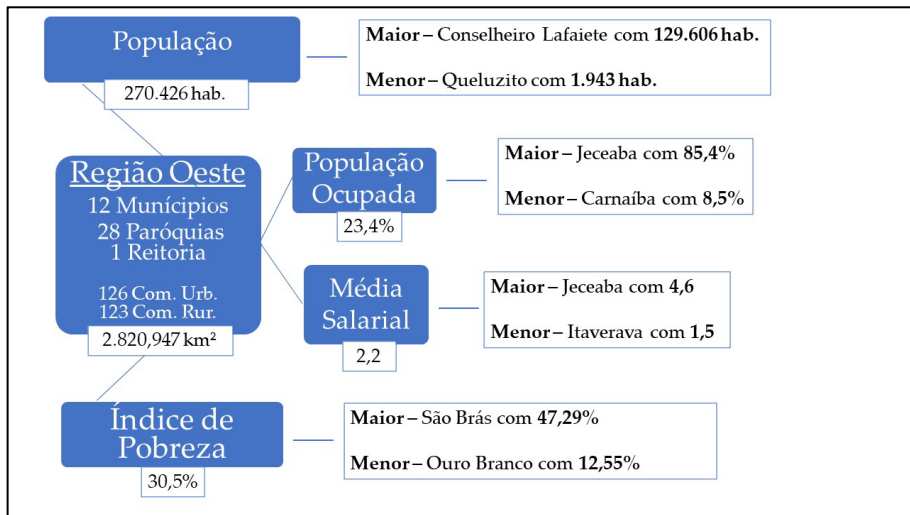 População
270.426 hab.
Maior – Conselheiro Lafaiete com 129.606 hab.
Menor – Queluzito com 1.943 hab.
Região Oeste
12 Munícipios
28 Paróquias
1 Reitoria
126 Com. Urb.
123 Com. Rur.
2.820,947 km²
População
Ocupada
23,4%
Maior – Jeceaba com 85,4%
Menor – Carnaíba com 8,5%
Média
Salarial
2,2
Maior – Jeceaba com 4,6
Menor – Itaverava com 1,5
Índice de
Pobreza
30,5%
Maior – São Brás com 47,29%
Menor – Ouro Branco com 12,55%